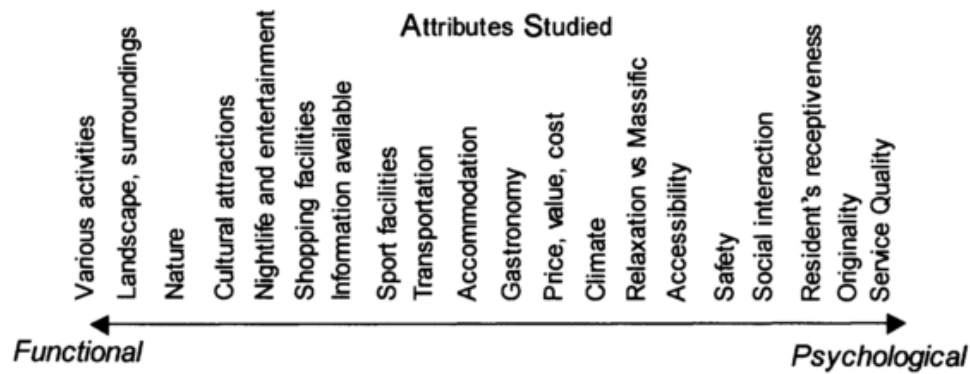 Attributes Studied
Various activities
Landscape, surroundings
Nature
Cultural attractions
Nightlife and entertainment
Shopping facilities
Information available
Sport facilities
Transportation
Accommodation
Gastronomy
Price, value, cost
Climate
Relaxation vs Massific
Accessibility
Safety
Social interaction
Resident's receptiveness
Originality
Service Quality
Functional
Psychological